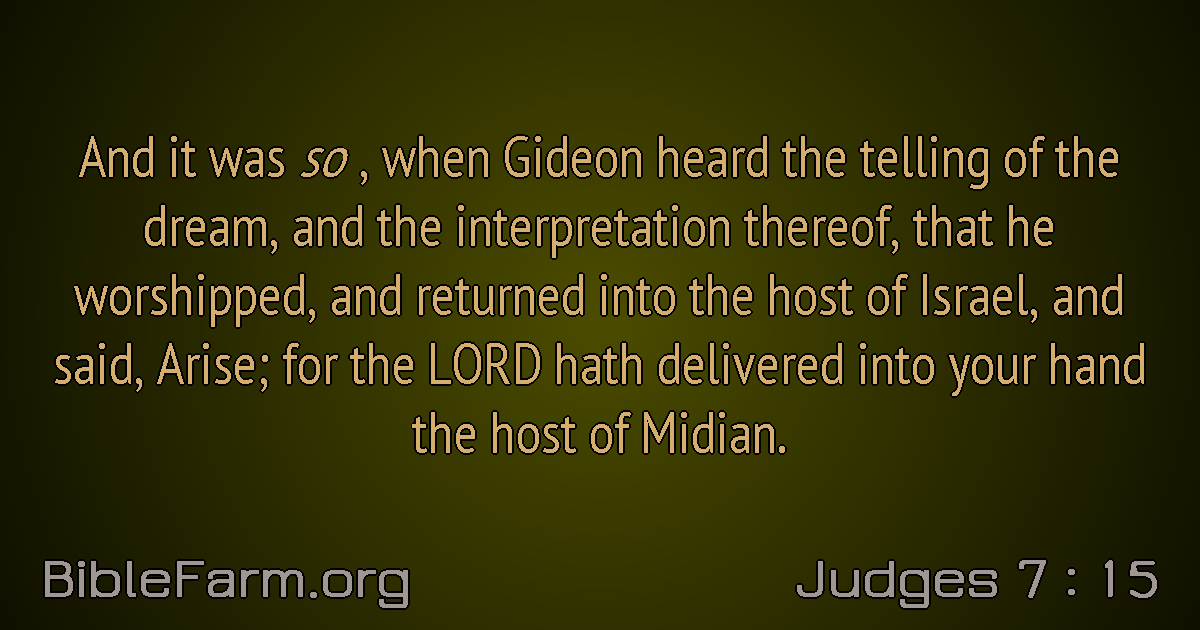 And it was so , when Gideon heard the telling of the
dream, and the interpretation thereof, that he
worshipped, and returned into the host of Israel, and
said, Arise; for the LORD hath delivered into your hand
the host of Midian.
BibleFarm.org
Judges 7 : 15